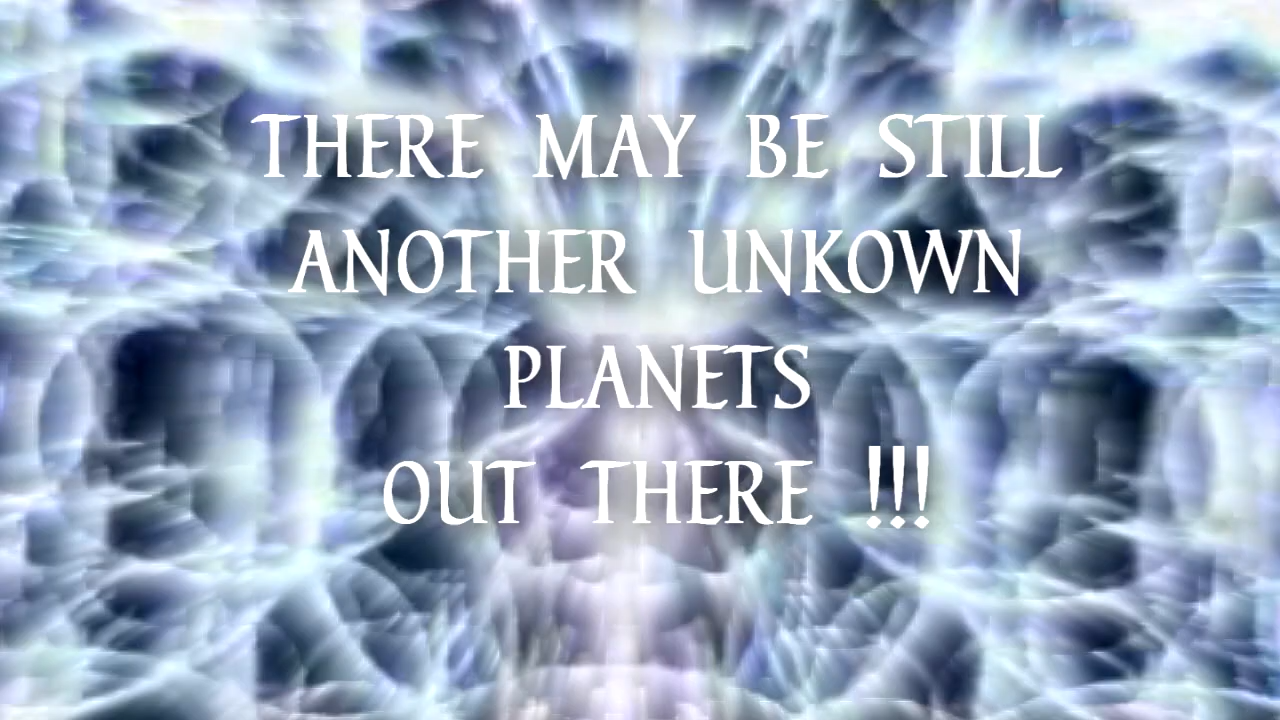 THERE MAY BE STILL
ANOTHER UNKOWN
PLANETS
OUT THERE !!!